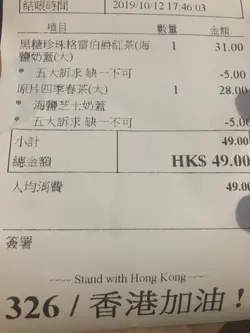 結賬時間 2019/10/12 17:46:03
項目 數量 金額
黑糖珍珠格雷伯爵紅茶(海 1 31.00
鹽奶蓋(大)
* 五大訴求 缺一不可 -5.00
原片四季春茶(大) 1 28.00
* 海鹽芝士奶蓋
* 五大訴求 缺一不可 -5.00
小計 49.00
總金額 HK$ 49.00
人均消費 49.00
簽署
----- Stand with Hong Kong -----
326 / 香港加油!